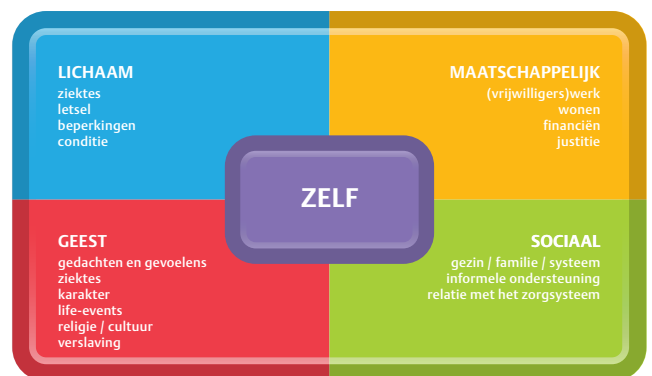 LICHAAM
ziektes
letsel
beperkingen
conditie
MAATSCHAPPELIJK
(vrijwilligers)werk
wonen
financiën
justitie
ZELF
GEEST
gedachten en gevoelens
ziektes
karakter
life-events
religie / cultuur
verslaving
SOCIAAL
gezin / familie / systeem
informele ondersteuning
relatie met het zorgsysteem